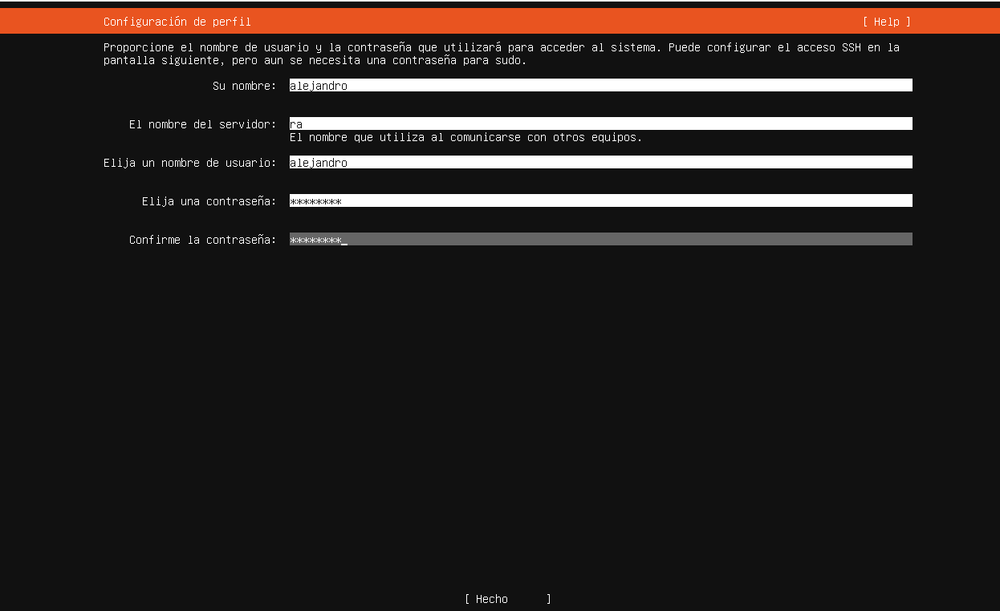 Configuración de perfil [ Help ]
Proporcione el nombre de usuario y la contraseña que utilizará para acceder al sistema. Puede configurar el acceso SSH en la
pantalla siguiente, pero aun se necesita una contraseña para sudo.
Su nombre: alejandro
El nombre del servidor: ra
El nombre que utiliza al comunicarse con otros equipos.
Elija un nombre de usuario: alejandro
Elija una contraseña: ********
Confirme la contraseña: ********_
[ Hecho ]